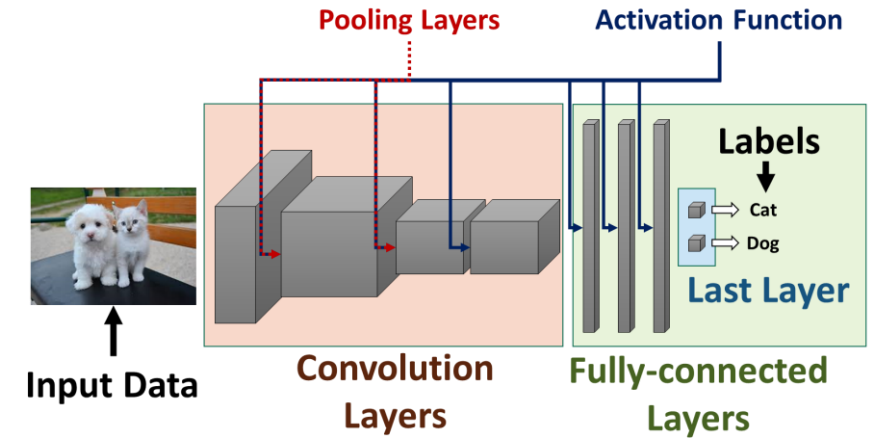 Pooling Layers
Activation Function
Labels
Cat
Dog
Last Layer
Input Data
Convolution
Layers
Fully-connected
Layers